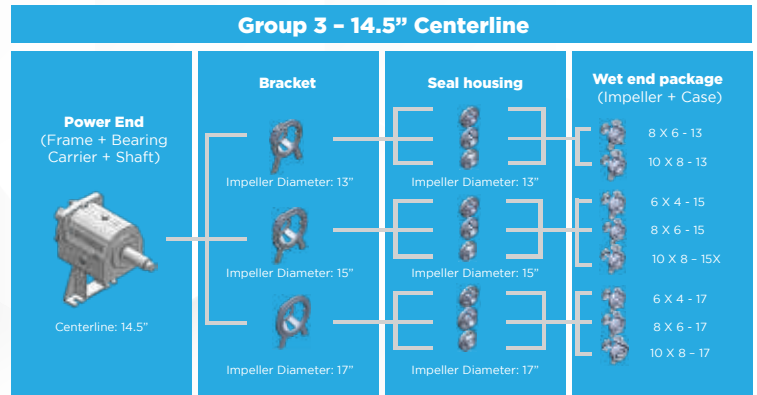 Group 3 – 14.5” Centerline
Power End
(Frame + Bearing
Carrier + Shaft)
Centerline: 14.5”
Bracket
Impeller Diameter: 13”
Impeller Diameter: 15”
Impeller Diameter: 17”
Seal housing
Impeller Diameter: 13”
Impeller Diameter: 15”
Impeller Diameter: 17”
Wet end package
(Impeller + Case)
8 X 6 - 13
10 X 8 - 13
6 X 4 - 15
8 X 6 - 15
10 X 8 – 15X
6 X 4 - 17
8 X 6 - 17
10 X 8 – 17